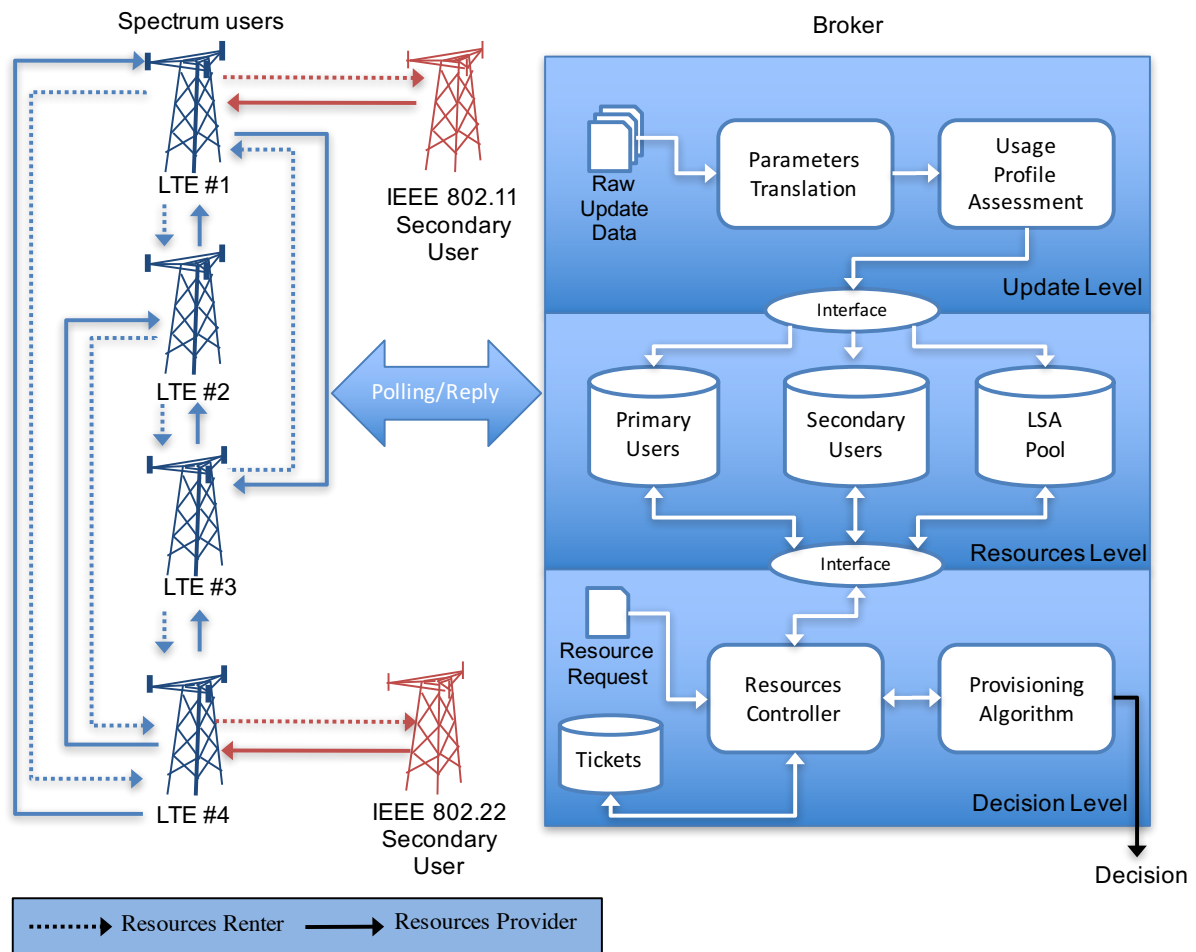 Spectrum users
LTE #1
IEEE 802.11
Secondary
User
LTE #2
LTE #3
LTE #4
IEEE 802.22
Secondary
User
Polling/Reply
Broker
Raw
Update
Data
Parameters
Translation
Usage
Profile
Assessment
Update Level
Interface
Primary
Users
Secondary
Users
LSA
Pool
Resources Level
Interface
Resource
Request
Tickets
Resources
Controller
Provisioning
Algorithm
Decision Level
Decision
Resources Renter
Resources Provider